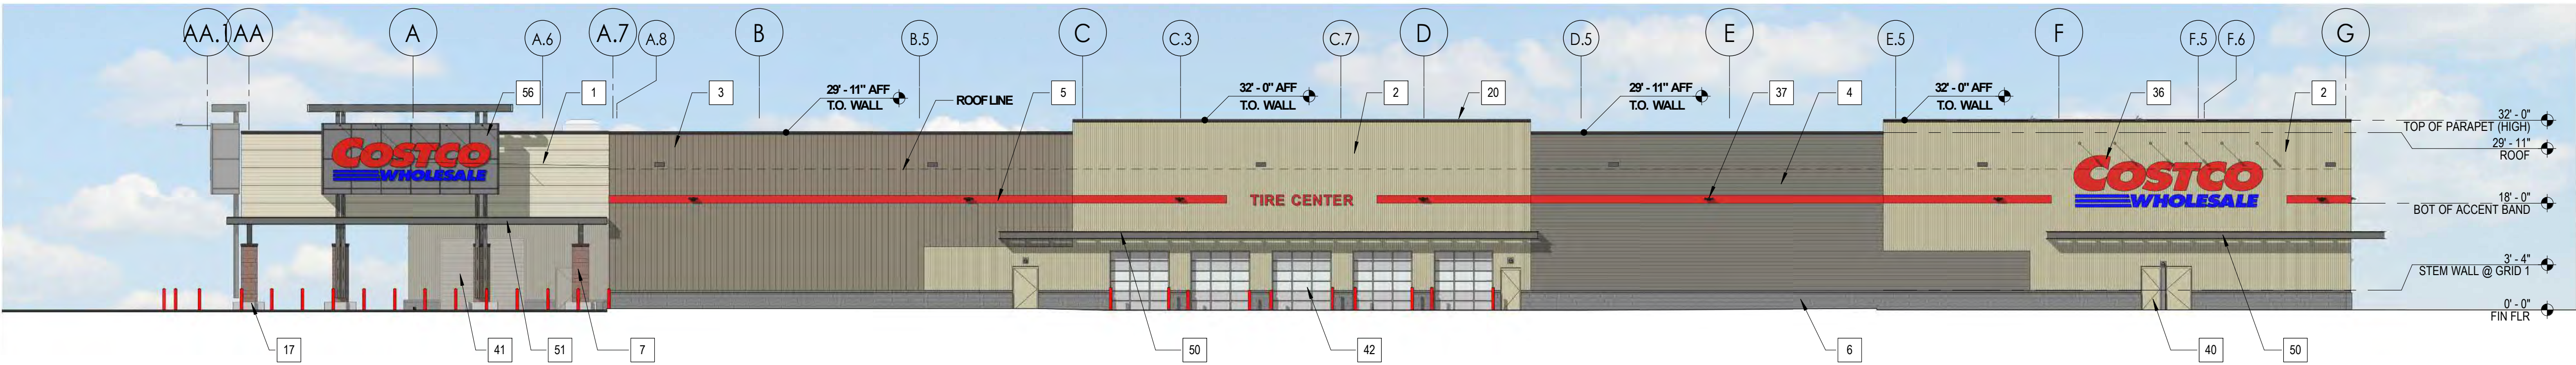 AA.1 AA A A.6 A.7 A.8 B B.5 C C.3 C.7 D D.5 E E.5 F F.5 F.6 G
56 1 3 5 2 20 37 4 36 2
29' - 11" AFF
T.O. WALL
ROOF LINE
32' - 0" AFF
T.O. WALL
29' - 11" AFF
T.O. WALL
32' - 0" AFF
T.O. WALL
COSTCO
WHOLESALE
TIRE CENTER
COSTCO
WHOLESALE
32' - 0"
TOP OF PARAPET (HIGH)
29' - 11"
ROOF
18' - 0"
BOT OF ACCENT BAND
3' - 4"
STEM WALL @ GRID 1
0' - 0"
FIN FLR
17 41 51 7 50 42 6 40 50